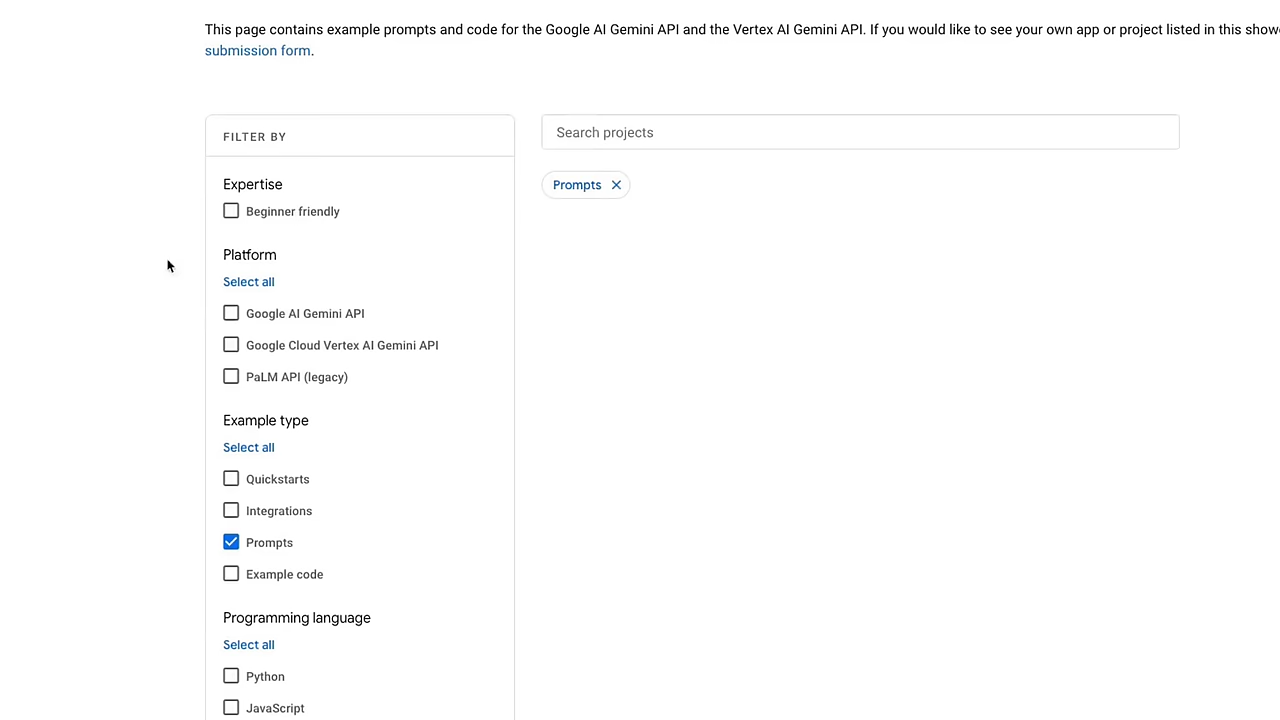 This page contains example prompts and code for the Google AI Gemini API and the Vertex AI Gemini API. If you would like to see your own app or project listed in this
submission form.
FILTER BY
Expertise
Beginner friendly
Platform
Select all
Google AI Gemini API
Google Cloud Vertex AI Gemini API
PaLM API (legacy)
Example type
Select all
Quickstarts
Integrations
Prompts
Example code
Programming language
Select all
Python
JavaScript
Search projects
Prompts